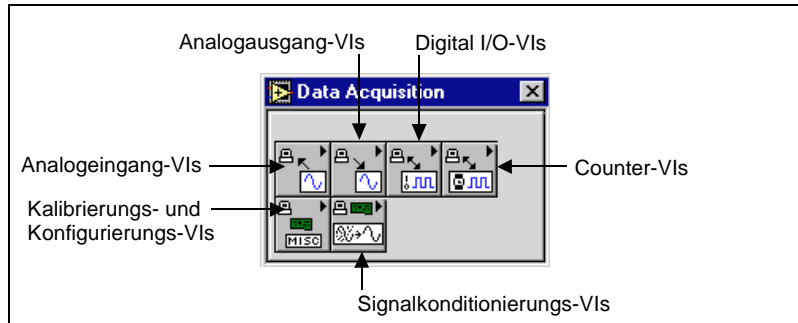 Analogausgang-VIs Digital I/O-VIs
Data Acquisition
Analogeingang-VIs
Counter-VIs
Kalibrierungs- und
Konfigurierungs-VIs
MISC
Signalkonditionierungs-VIs